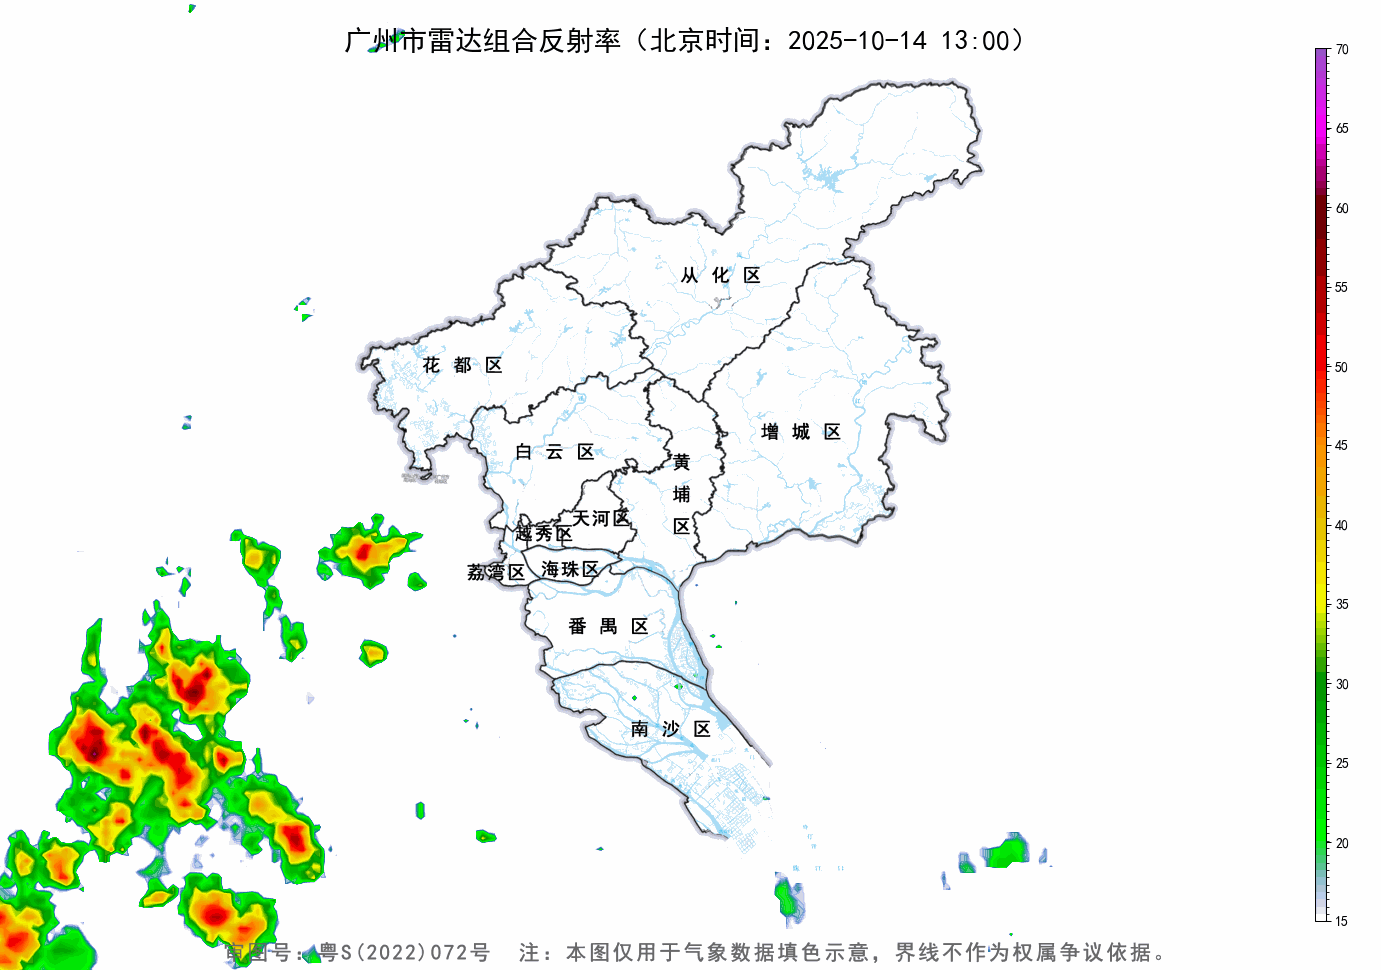 广州市雷达组合反射率（北京时间：2025-10-14 13:00）
70
65
60
55
50
45
40
35
30
25
20
15
从化区
花都区
增城区
白云区
黄埔区
天河区
越秀区
荔湾区
海珠区
番禺区
南沙区
审图号：粤S(2022)072号 注：本图仅用于气象数据填色示意，界线不作为权属争议依据。